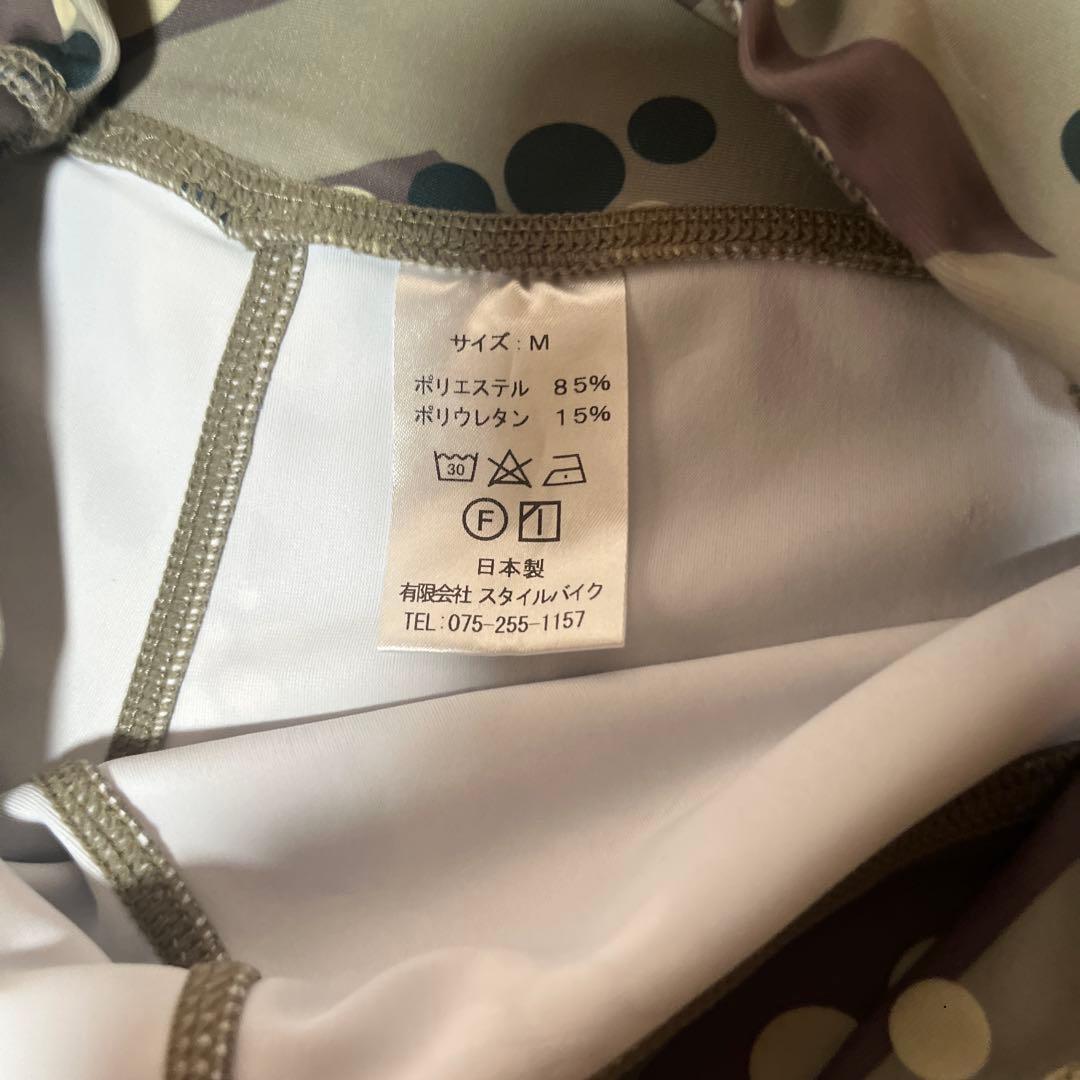 サイズ：M
ポリエステル 85%
ポリウレタン 15%
30
F
日本製
有限会社 スタイルバイク
TEL：075-255-1157